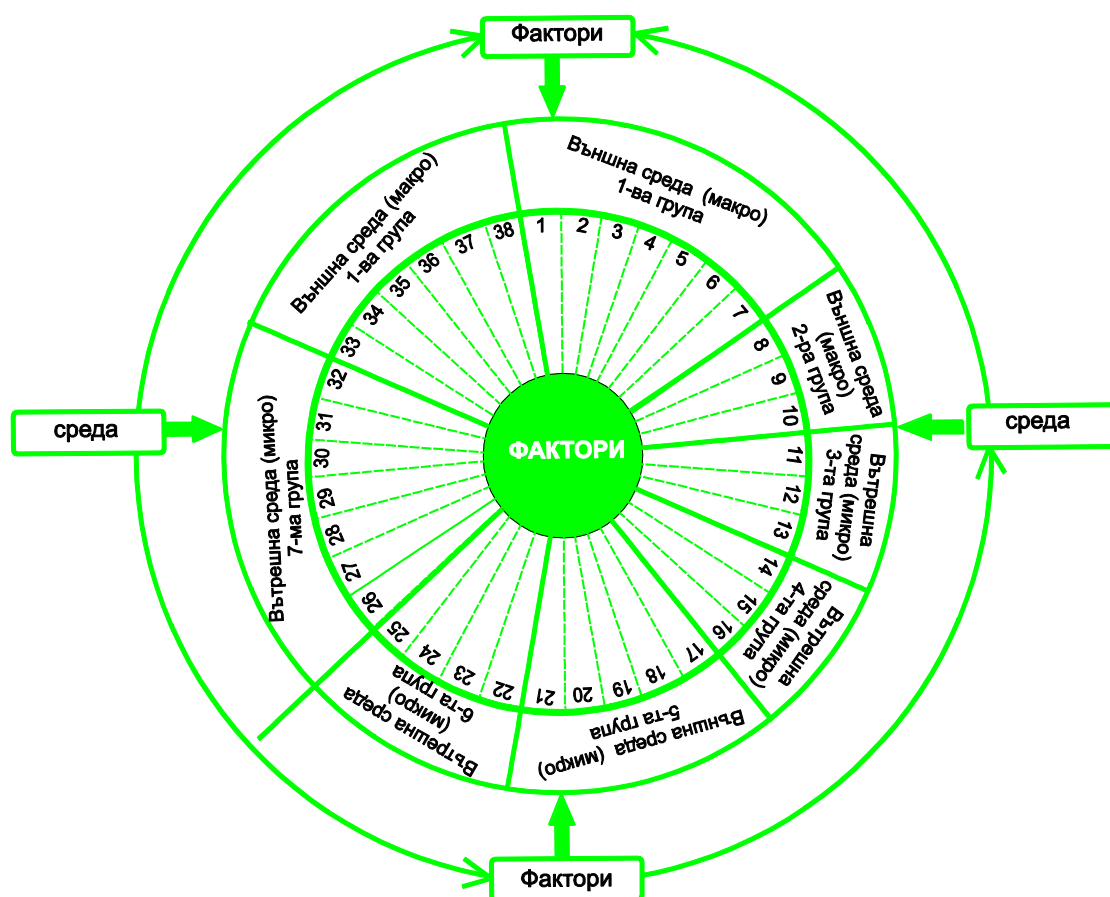 Фактори
Външна среда (макро)
1-ва група
Външна среда
(макро)
2-ра група
Вътрешна
среда (микро)
3-та група
Вътрешна
среда (микро)
4-та група
Външна среда (микро)
5-та група
Вътрешна среда
(микро)
6-та група
Вътрешна среда (микро)
7-ма група
Външна среда (макро)
1-ва група
1
2
3
4
5
6
7
8
9
10
11
12
13
14
15
16
17
18
19
20
21
22
23
24
25
26
27
28
29
30
31
32
33
34
35
36
37
38
ФАКТОРИ
среда
среда
Фактори